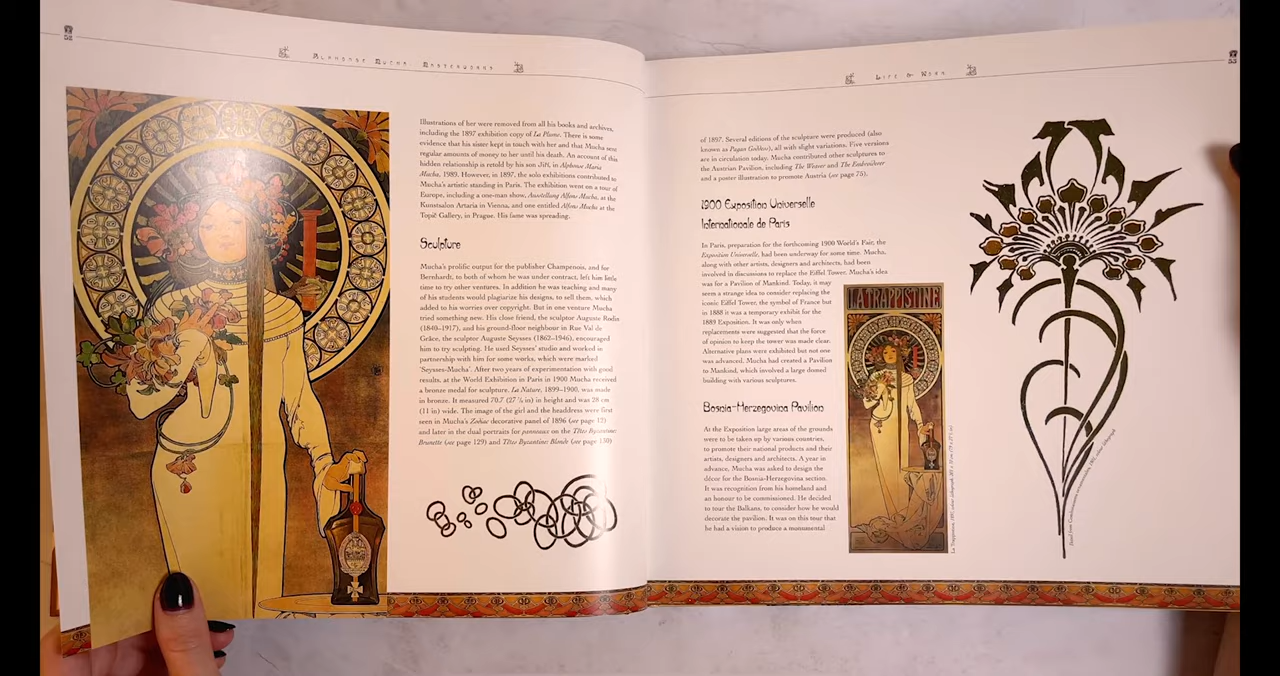 Alphonse Mucha: Masterworks
Illustrations of her were removed from all his books and archives,
including the 1897 exhibition copy of La Plume. There is some
evidence that his sister kept in touch with her and that Mucha sent
regular amounts of money to her until his death. An account of this
hidden relationship is retold by his son Jiří, in Alphonse Maria
Mucha, 1989. However, in 1897, the solo exhibitions contributed to
Mucha's artistic standing in Paris. The exhibition went on a tour of
Europe, including a one-man show, Ausstellung Alfons Mucha, at the
Kunstsalon Artaria in Vienna, and one entitled Alfons Mucha at the
Topič Gallery, in Prague. His fame was spreading.
Sculpture
Mucha's prolific output for the publisher Champenois, and for
Bernhardt, to both of whom he was under contract, left him little
time to try other ventures. In addition he was teaching and many
of his students would plagiarize his designs, to sell them, which
added to his worries over copyright. But in one venture Mucha
tried something new. His close friend, the sculptor Auguste Rodin
(1840–1917), and his ground-floor neighbour in Rue Val de
Grâce, the sculptor Auguste Seysses (1862–1946), encouraged
him to try sculpting. He used Seysses' studio and worked in
partnership with him for some works, which were marked
'Seysses-Mucha'. After two years of experimentation with good
results, at the World Exhibition in Paris in 1900 Mucha received
a bronze medal for sculpture. La Nature, 1899–1900, was made
in bronze. It measured 70.7 (27 ⅞ in) in height and was 28 cm
(11 in) wide. The image of the girl and the headdress were first
seen in Mucha's Zodiac decorative panel of 1896 (see page 12)
and later in the dual portraits for panneaux on the Têtes Byzantines:
Brunette (see page 129) and Têtes Byzantine: Blonde (see page 130)
Life & Work
of 1897. Several editions of the sculpture were produced (also
known as Pagan Goddess), all with slight variations. Five versions
are in circulation today. Mucha contributed other sculptures to
the Austrian Pavilion, including The Weaver and The Embroiderer
and a poster illustration to promote Austria (see page 75).
1900 Exposition Universelle
Internationale de Paris
In Paris, preparation for the forthcoming 1900 World's Fair, the
Exposition Universelle, had been underway for some time. Mucha,
along with other artists, designers and architects, had been
involved in discussions to replace the Eiffel Tower. Mucha's idea
was for a Pavilion of Mankind. Today, it may
seem a strange idea to consider replacing the
iconic Eiffel Tower, the symbol of France but
in 1888 it was a temporary exhibit for the
1889 Exposition. It was only when
replacements were suggested that the force
of opinion to keep the tower was made clear.
Alternative plans were exhibited but not one
was advanced. Mucha had created a Pavilion
to Mankind, which involved a large domed
building with various sculptures.
Bosnia-Herzegovina Pavilion
At the Exposition large areas of the grounds
were to be taken up by various countries,
to promote their national products and their
artists, designers and architects. A year in
advance, Mucha was asked to design the
décor for the Bosnia-Herzegovina section.
It was recognition from his homeland and
an honour to be commissioned. He decided
to tour the Balkans, to consider how he would
decorate the pavilion. It was on this tour that
he had a vision to produce a monumental
LA TRAPPISTINE